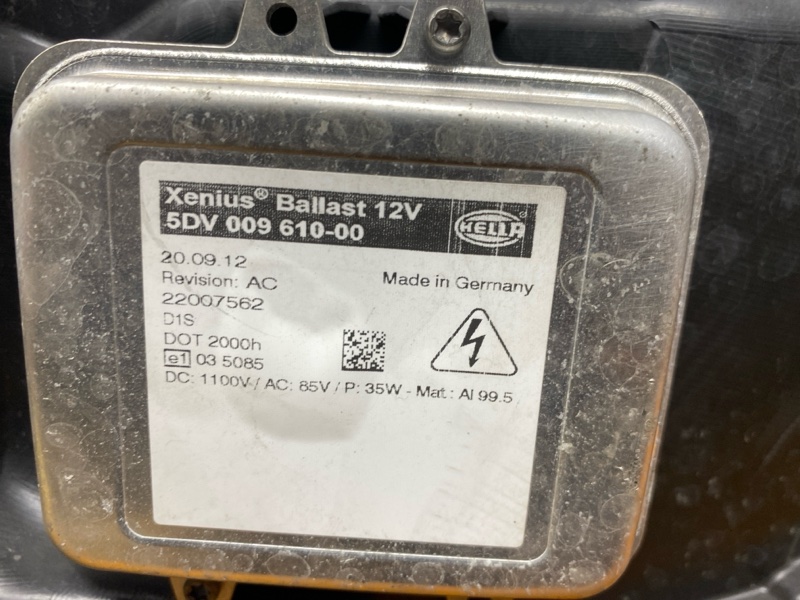 Xenius® Ballast 12V
5DV 009 610-00
HELLA
20.09.12
Revision: AC
Made in Germany
22007562
D1S
DOT 2000h
e1 03 5085
DC: 1100V / AC: 85V / P: 35W - Mat.: Al 99.5